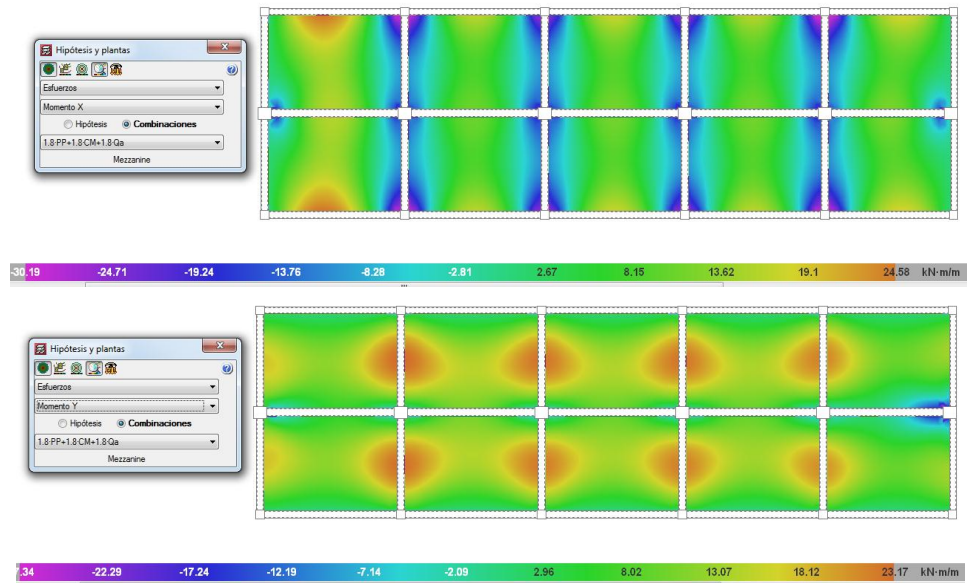 Hipótesis y plantas
Esfuerzos
Momento X
Hipótesis Combinaciones
1.8·PP+1.8·CM+1.8·Qa
Mezzanine
-30.19 -24.71 -19.24 -13.76 -8.28 -2.81 2.67 8.15 13.62 19.1 24.58 kN·m/m
Hipótesis y plantas
Esfuerzos
Momento Y
Hipótesis Combinaciones
1.8·PP+1.8·CM+1.8·Qa
Mezzanine
7.34 -22.29 -17.24 -12.19 -7.14 -2.09 2.96 8.02 13.07 18.12 23.17 kN·m/m